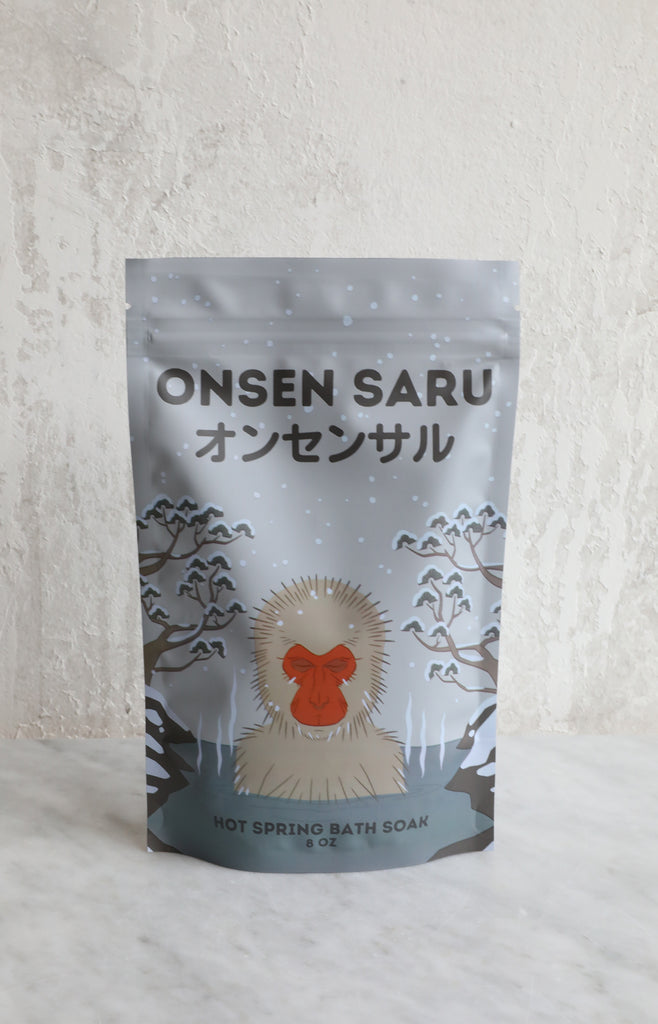 ONSEN SARU
オンセンサル
HOT SPRING BATH SOAK
8 OZ